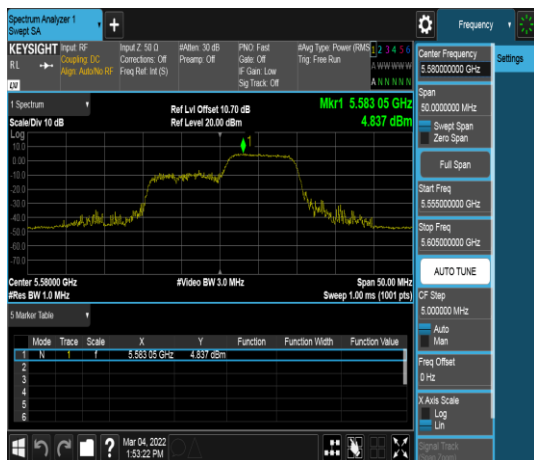 Spectrum Analyzer 1
Swept SA
+
Frequency
KEYSIGHT Input: RF Input Z: 50 Ω #Atten: 30 dB PNO: Fast #Avg Type: Power (RMS 1 2 3 4 5 6
RL Coupling: DC Corrections: Off Preamp: Off Gate: Off Trig: Free Run A W W W W W
Align: Auto/No RF Freq Ref: Int (S) IF Gain: Low
Sig Track: Off A N N N N N
LXI
1 Spectrum
Scale/Div 10 dB
Ref Lvl Offset 10.70 dB
Ref Level 20.00 dBm
Mkr1 5.583 05 GHz
4.837 dBm
Log
10.0
0.00
-10.0
-20.0
-30.0
-40.0
-50.0
-60.0
-70.0
1
Center 5.58000 GHz #Video BW 3.0 MHz Span 50.00 MHz
#Res BW 1.0 MHz Sweep 1.00 ms (1001 pts)
5 Marker Table
Mode Trace Scale X Y Function Function Width Function Value
1 N 1 f 5.583 05 GHz 4.837 dBm
2
3
4
5
6
Mar 04, 2022
1:53:22 PM
?
Center Frequency
5.580000000 GHz
Settings
Span
50.0000000 MHz
Swept Span
Zero Span
Full Span
Start Freq
5.555000000 GHz
Stop Freq
5.605000000 GHz
AUTO TUNE
CF Step
5.000000 MHz
Auto
Man
Freq Offset
0 Hz
X Axis Scale
Log
Lin
Signal Track
(Span Zoom)